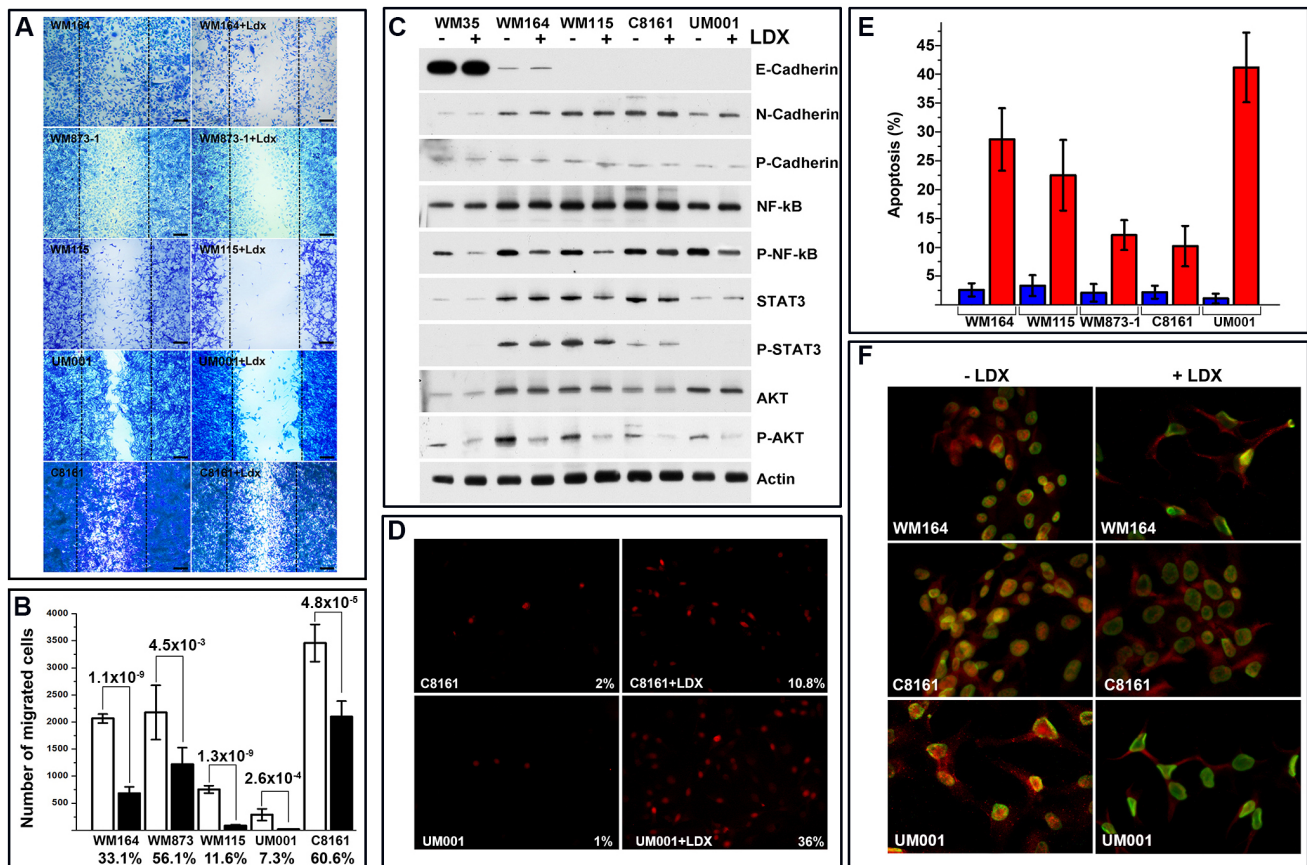 A
WM164 WM164+Ldx
WM873-1 WM873-1+Ldx
WM115 WM115+Ldx
UM001 UM001+Ldx
C8161 C8161+Ldx
B
Number of migrated cells
4000
3500
3000
2500
2000
1500
1000
500
1.1x10-9
4.5x10-3
1.3x10-9
2.6x10-4
4.8x10-5
WM164 WM873 WM115 UM001 C8161
33.1% 56.1% 11.6% 7.3% 60.6%
C
WM35 WM164 WM115 C8161 UM001
- + - + - + - + - + LDX
E-Cadherin
N-Cadherin
P-Cadherin
NF-kB
P-NF-kB
STAT3
P-STAT3
AKT
P-AKT
Actin
D
C8161 2% C8161+LDX 10.8%
UM001 1% UM001+LDX 36%
E
Apoptosis (%)
45
40
35
30
25
20
15
10
5
WM164 WM115 WM873-1 C8161 UM001
F
- LDX + LDX
WM164 WM164
C8161 C8161
UM001 UM001